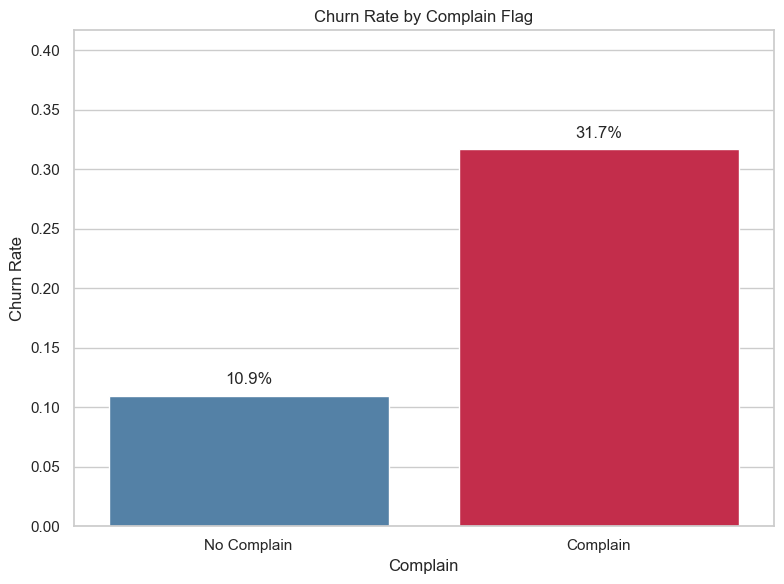 Churn Rate by Complain Flag
0.40
0.35
0.30
0.25
0.20
0.15
0.10
0.05
0.00
Churn Rate
10.9%
31.7%
No Complain
Complain
Complain